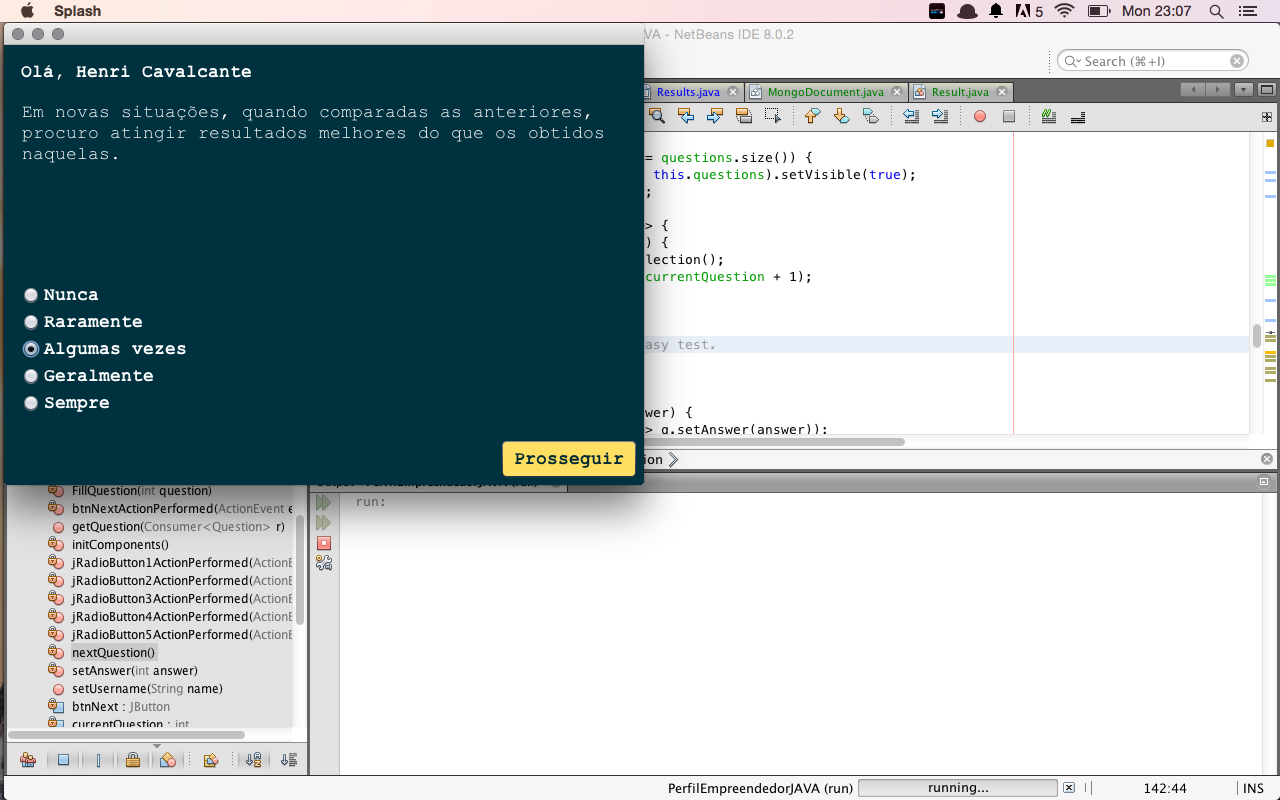 Splash
5
Mon 23:07
VA - NetBeans IDE 8.0.2
Search (⌘+I)
Olá, Henri Cavalcante
Em novas situações, quando comparadas as anteriores,
procuro atingir resultados melhores do que os obtidos
naquelas.
Nunca
Raramente
Algumas vezes
Geralmente
Sempre
Prosseguir
Results.java
MongoDocument.java
Result.java
= questions.size()) {
this.questions).setVisible(true);
;
> {
) {
lection();
currentQuestion + 1);
asy test.
wer) {
> q.setAnswer(answer));
ion
FillQuestion(int question)
btnNextActionPerformed(ActionEvent e
getQuestion(Consumer<Question> r)
initComponents()
jRadioButton1ActionPerformed(ActionE
jRadioButton2ActionPerformed(ActionE
jRadioButton3ActionPerformed(ActionE
jRadioButton4ActionPerformed(ActionE
jRadioButton5ActionPerformed(ActionE
nextQuestion()
setAnswer(int answer)
setUsername(String name)
btnNext : JButton
currentQuestion : int
run:
PerfilEmpreendedorJAVA (run)
running...
142:44
INS